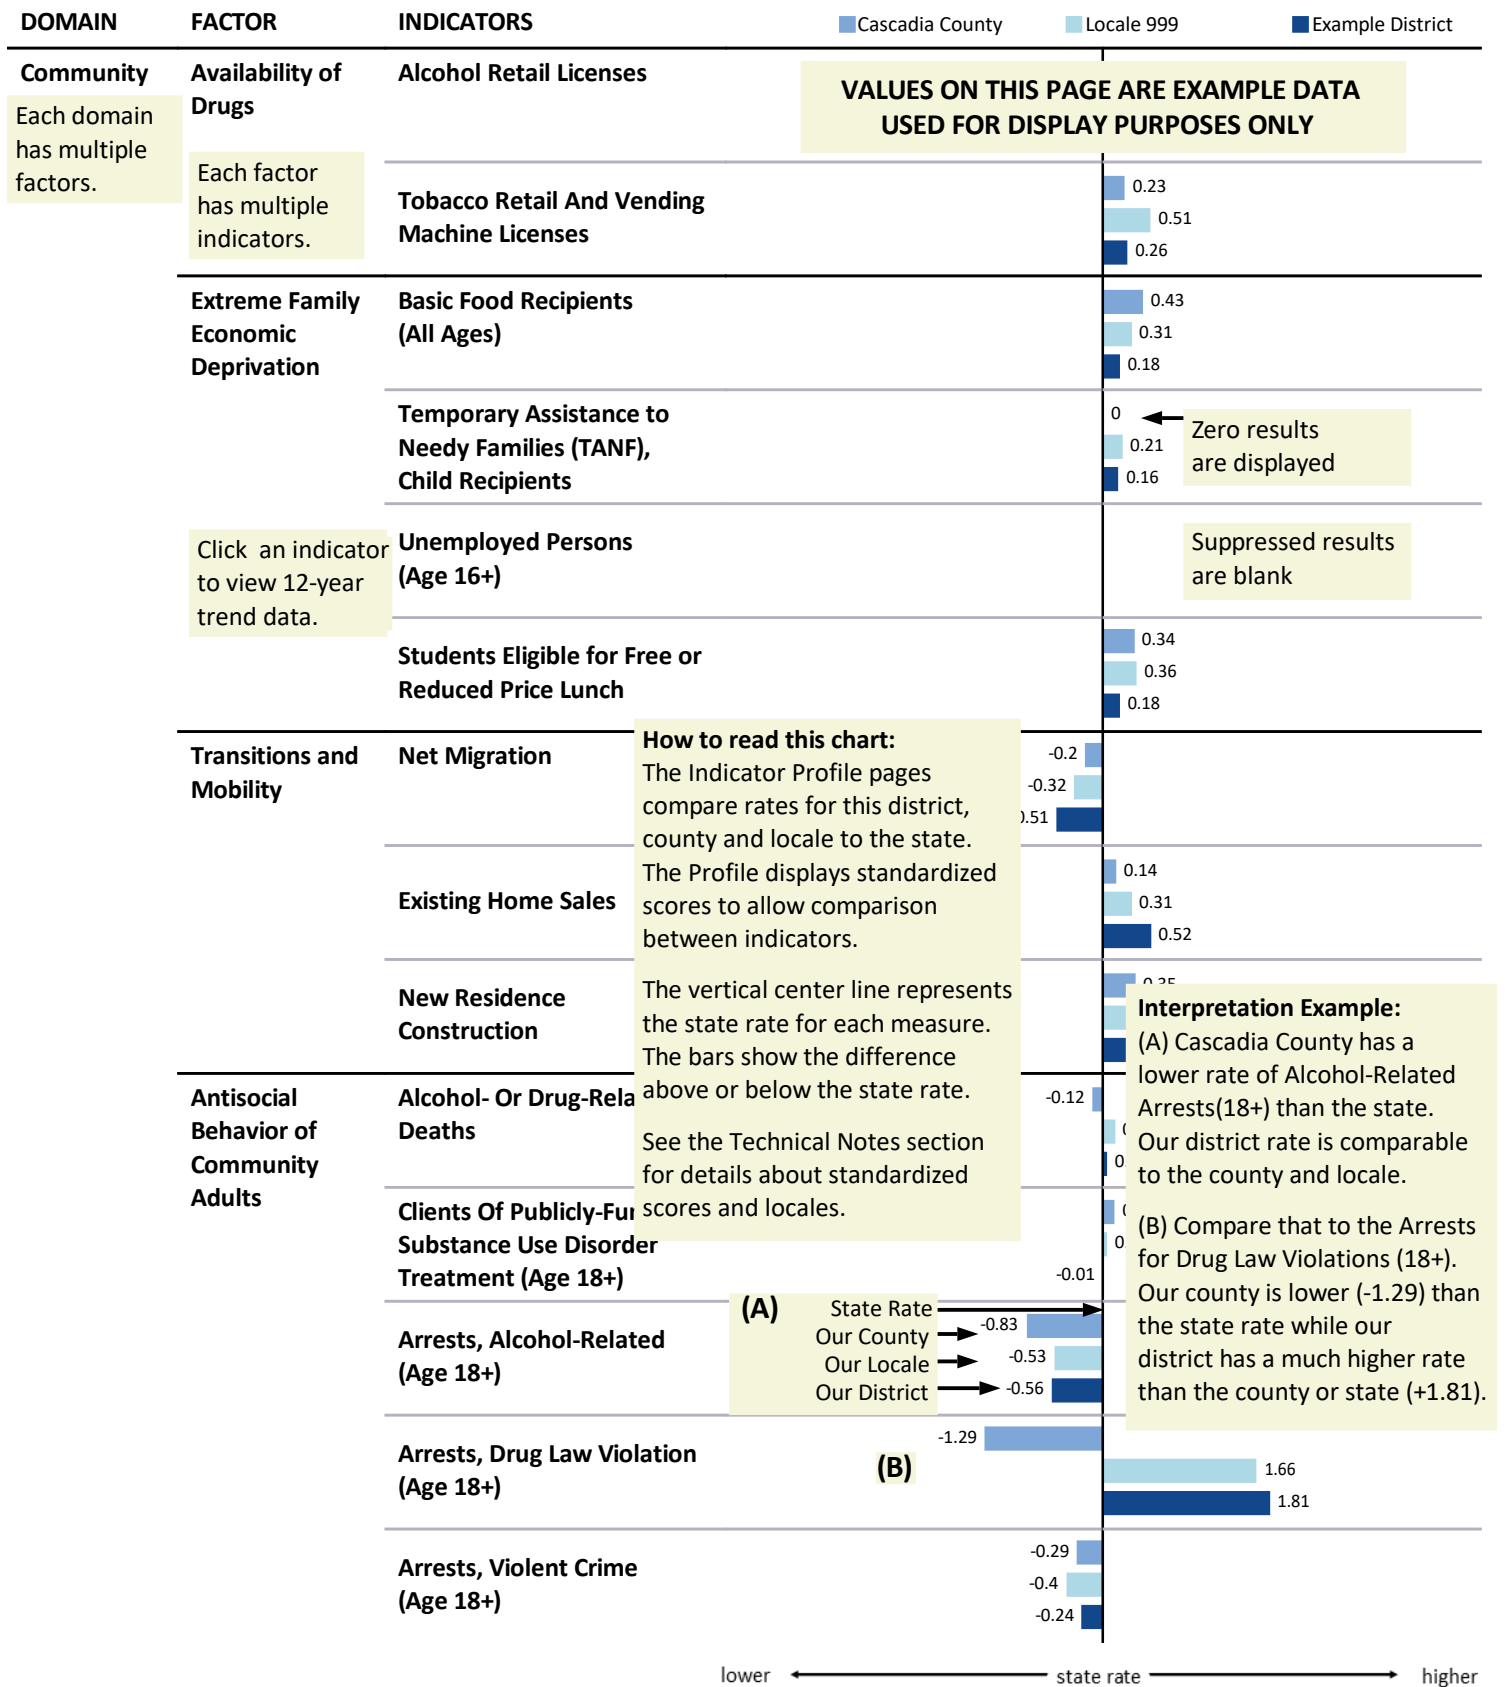 DOMAIN FACTOR INDICATORS Cascadia County Locale 999 Example District
Community
Each domain
has multiple
factors.
Availability of
Drugs
Each factor
has multiple
indicators.
Alcohol Retail Licenses
VALUES ON THIS PAGE ARE EXAMPLE DATA
USED FOR DISPLAY PURPOSES ONLY
Tobacco Retail And Vending
Machine Licenses
0.23
0.51
0.26
Extreme Family
Economic
Deprivation
Basic Food Recipients
(All Ages)
0.43
0.31
0.18
Temporary Assistance to
Needy Families (TANF),
Child Recipients
0
0.21
0.16
Zero results
are displayed
Click an indicator
to view 12-year
trend data.
Unemployed Persons
(Age 16+)
Suppressed results
are blank
Students Eligible for Free or
Reduced Price Lunch
0.34
0.36
0.18
Transitions and
Mobility
Net Migration
-0.2
-0.32
.51
How to read this chart:
The Indicator Profile pages
compare rates for this district,
county and locale to the state.
The Profile displays standardized
scores to allow comparison
between indicators.
The vertical center line represents
the state rate for each measure.
The bars show the difference
above or below the state rate.
See the Technical Notes section
for details about standardized
scores and locales.
Existing Home Sales
0.14
0.31
0.52
New Residence
Construction
Interpretation Example:
(A) Cascadia County has a
lower rate of Alcohol-Related
Arrests(18+) than the state.
Our district rate is comparable
to the county and locale.
(B) Compare that to the Arrests
for Drug Law Violations (18+).
Our county is lower (-1.29) than
the state rate while our
district has a much higher rate
than the county or state (+1.81).
Antisocial
Behavior of
Community
Adults
Alcohol- Or Drug-Rela
Deaths
-0.12
0.
Clients Of Publicly-Fu
Substance Use Disorder
Treatment (Age 18+)
0.
-0.01
Arrests, Alcohol-Related
(Age 18+)
(A)
State Rate
Our County
Our Locale
Our District
-0.83
-0.53
-0.56
Arrests, Drug Law Violation
(Age 18+)
(B)
-1.29
1.66
1.81
Arrests, Violent Crime
(Age 18+)
-0.29
-0.4
-0.24
lower state rate higher